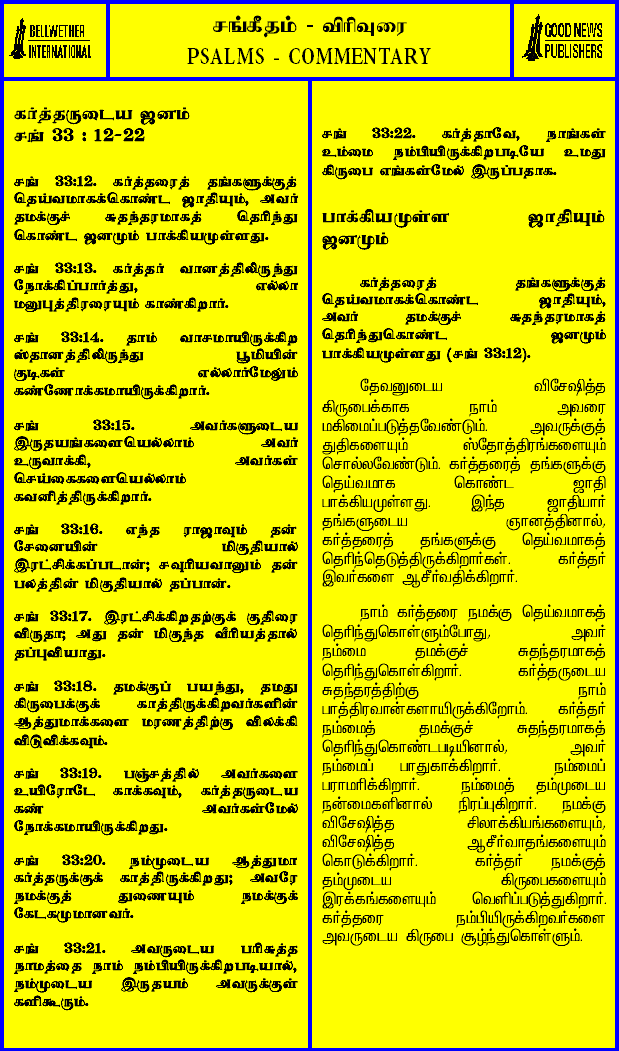 BELLWETHER
INTERNATIONAL
சங்கீதம் - விரிவுரை
PSALMS - COMMENTARY
GOOD NEWS
PUBLISHERS
கர்த்தருடைய ஜனம்
சங் 33 : 12-22
சங் 33:12. கர்த்தரைத் தங்களுக்குத்
தெய்வமாகக்கொண்ட ஜாதியும், அவர்
தமக்குச் சுதந்தரமாகத் தெரிந்து
கொண்ட ஜனமும் பாக்கியமுள்ளது.
சங் 33:13. கர்த்தர் வானத்திலிருந்து
நோக்கிப்பார்த்து, எல்லா
மனுபுத்திரரையும் காண்கிறார்.
சங் 33:14. தாம் வாசமாயிருக்கிற
ஸ்தானத்திலிருந்து பூமியின்
குடிகள் எல்லார்மேலும்
கண்ணோக்கமாயிருக்கிறார்.
சங் 33:15. அவர்களுடைய
இருதயங்களையெல்லாம் அவர்
உருவாக்கி, அவர்கள்
செய்கைகளையெல்லாம்
கவனித்திருக்கிறார்.
சங் 33:16. எந்த ராஜாவும் தன்
சேனையின் மிகுதியால்
இரட்சிக்கப்படான்; சவுரியவானும் தன்
பலத்தின் மிகுதியால் தப்பான்.
சங் 33:17. இரட்சிக்கிறதற்குக் குதிரை
விருதா; அது தன் மிகுந்த வீரியத்தால்
தப்புவியாது.
சங் 33:18. தமக்குப் பயந்து, தமது
கிருபைக்குக் காத்திருக்கிறவர்களின்
ஆத்துமாக்களை மரணத்திற்கு விலக்கி
விடுவிக்கவும்.
சங் 33:19. பஞ்சத்தில் அவர்களை
உயிரோடே காக்கவும், கர்த்தருடைய
கண் அவர்கள்மேல்
நோக்கமாயிருக்கிறது.
சங் 33:20. நம்முடைய ஆத்துமா
கர்த்தருக்குக் காத்திருக்கிறது; அவரே
நமக்குத் துணையும் நமக்குக்
கேடகமுமானவர்.
சங் 33:21. அவருடைய பரிசுத்த
நாமத்தை நாம் நம்பியிருக்கிறபடியால்,
நம்முடைய இருதயம் அவருக்குள்
களிகூரும்.
சங் 33:22. கர்த்தாவே, நாங்கள்
உம்மை நம்பியிருக்கிறபடியே உமது
கிருபை எங்கள்மேல் இருப்பதாக.
பாக்கியமுள்ள ஜாதியும்
ஜனமும்
கர்த்தரைத் தங்களுக்குத்
தெய்வமாகக்கொண்ட ஜாதியும்,
அவர் தமக்குச் சுதந்தரமாகத்
தெரிந்துகொண்ட ஜனமும்
பாக்கியமுள்ளது (சங் 33:12).
தேவனுடைய விசேஷித்த
கிருபைக்காக நாம் அவரை
மகிமைப்படுத்தவேண்டும். அவருக்குத்
துதிகளையும் ஸ்தோத்திரங்களையும்
சொல்லவேண்டும். கர்த்தரைத் தங்களுக்கு
தெய்வமாக கொண்ட ஜாதி
பாக்கியமுள்ளது. இந்த ஜாதியார்
தங்களுடைய ஞானத்தினால்,
கர்த்தரைத் தங்களுக்கு தெய்வமாகத்
தெரிந்தெடுத்திருக்கிறார்கள். கர்த்தர்
இவர்களை ஆசீர்வதிக்கிறார்.
நாம் கர்த்தரை நமக்கு தெய்வமாகத்
தெரிந்துகொள்ளும்போது, அவர்
நம்மை தமக்குச் சுதந்தரமாகத்
தெரிந்துகொள்கிறார். கர்த்தருடைய
சுதந்தரத்திற்கு நாம்
பாத்திரவான்களாயிருக்கிறோம். கர்த்தர்
நம்மைத் தமக்குச் சுதந்தரமாகத்
தெரிந்துகொண்டபடியினால், அவர்
நம்மைப் பாதுகாக்கிறார். நம்மைப்
பராமரிக்கிறார். நம்மைத் தம்முடைய
நன்மைகளினால் நிரப்புகிறார். நமக்கு
விசேஷித்த சிலாக்கியங்களையும்,
விசேஷித்த ஆசீர்வாதங்களையும்
கொடுக்கிறார். கர்த்தர் நமக்குத்
தம்முடைய கிருபைகளையும்
இரக்கங்களையும் வெளிப்படுத்துகிறார்.
கர்த்தரை நம்பியிருக்கிறவர்களை
அவருடைய கிருபை சூழ்ந்துகொள்ளும்.